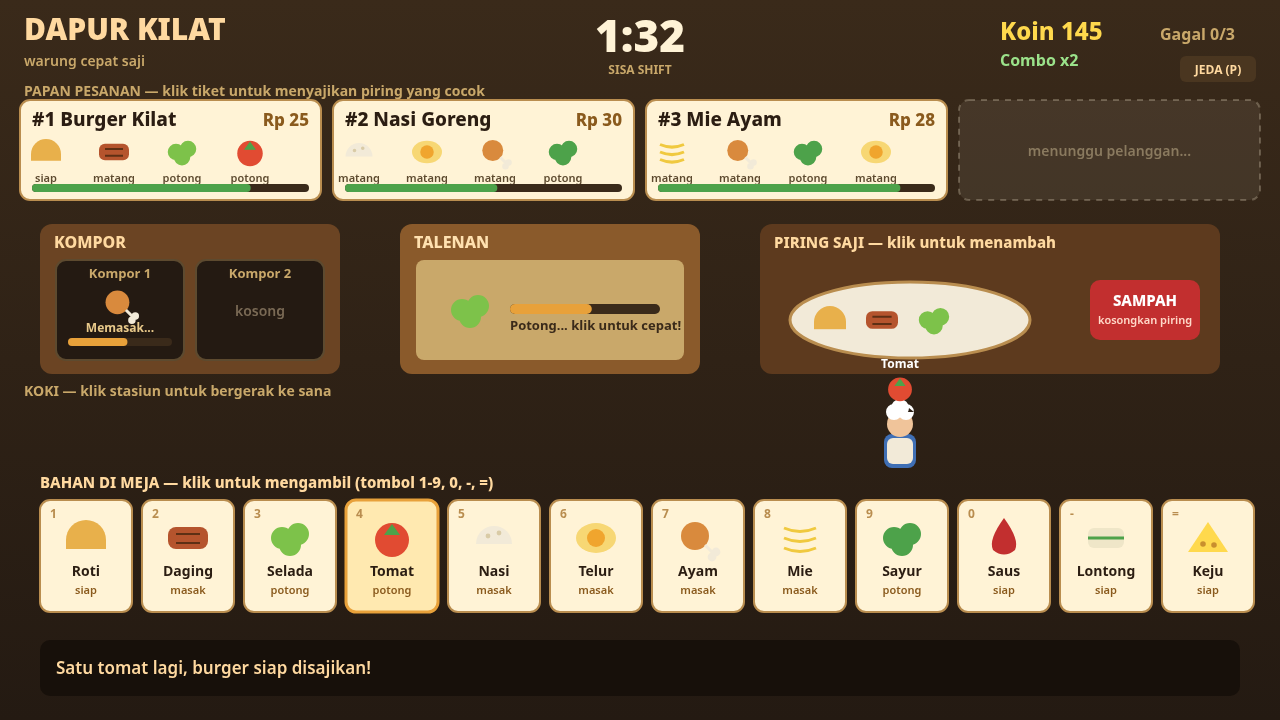 DAPUR KILAT
warung cepat saji
1:32
SISA SHIFT
Koin 145
Gagal 0/3
Combo x2
JEDA (P)
PAPAN PESANAN — klik tiket untuk menyajikan piring yang cocok
#1 Burger Kilat
Rp 25
siap
matang
potong
potong
#2 Nasi Goreng
Rp 30
matang
matang
matang
potong
#3 Mie Ayam
Rp 28
matang
matang
potong
matang
menunggu pelanggan...
KOMPOR
Kompor 1
Memasak...
Kompor 2
kosong
TALENAN
Potong... klik untuk cepat!
PIRING SAJI — klik untuk menambah
SAMPAH
kosongkan piring
Tomat
KOKI — klik stasiun untuk bergerak ke sana
BAHAN DI MEJA — klik untuk mengambil (tombol 1-9, 0, -, =)
1
Roti
siap
2
Daging
masak
3
Selada
potong
4
Tomat
potong
5
Nasi
masak
6
Telur
masak
7
Ayam
masak
8
Mie
masak
9
Sayur
potong
0
Saus
siap
-
Lontong
siap
=
Keju
siap
Satu tomat lagi, burger siap disajikan!